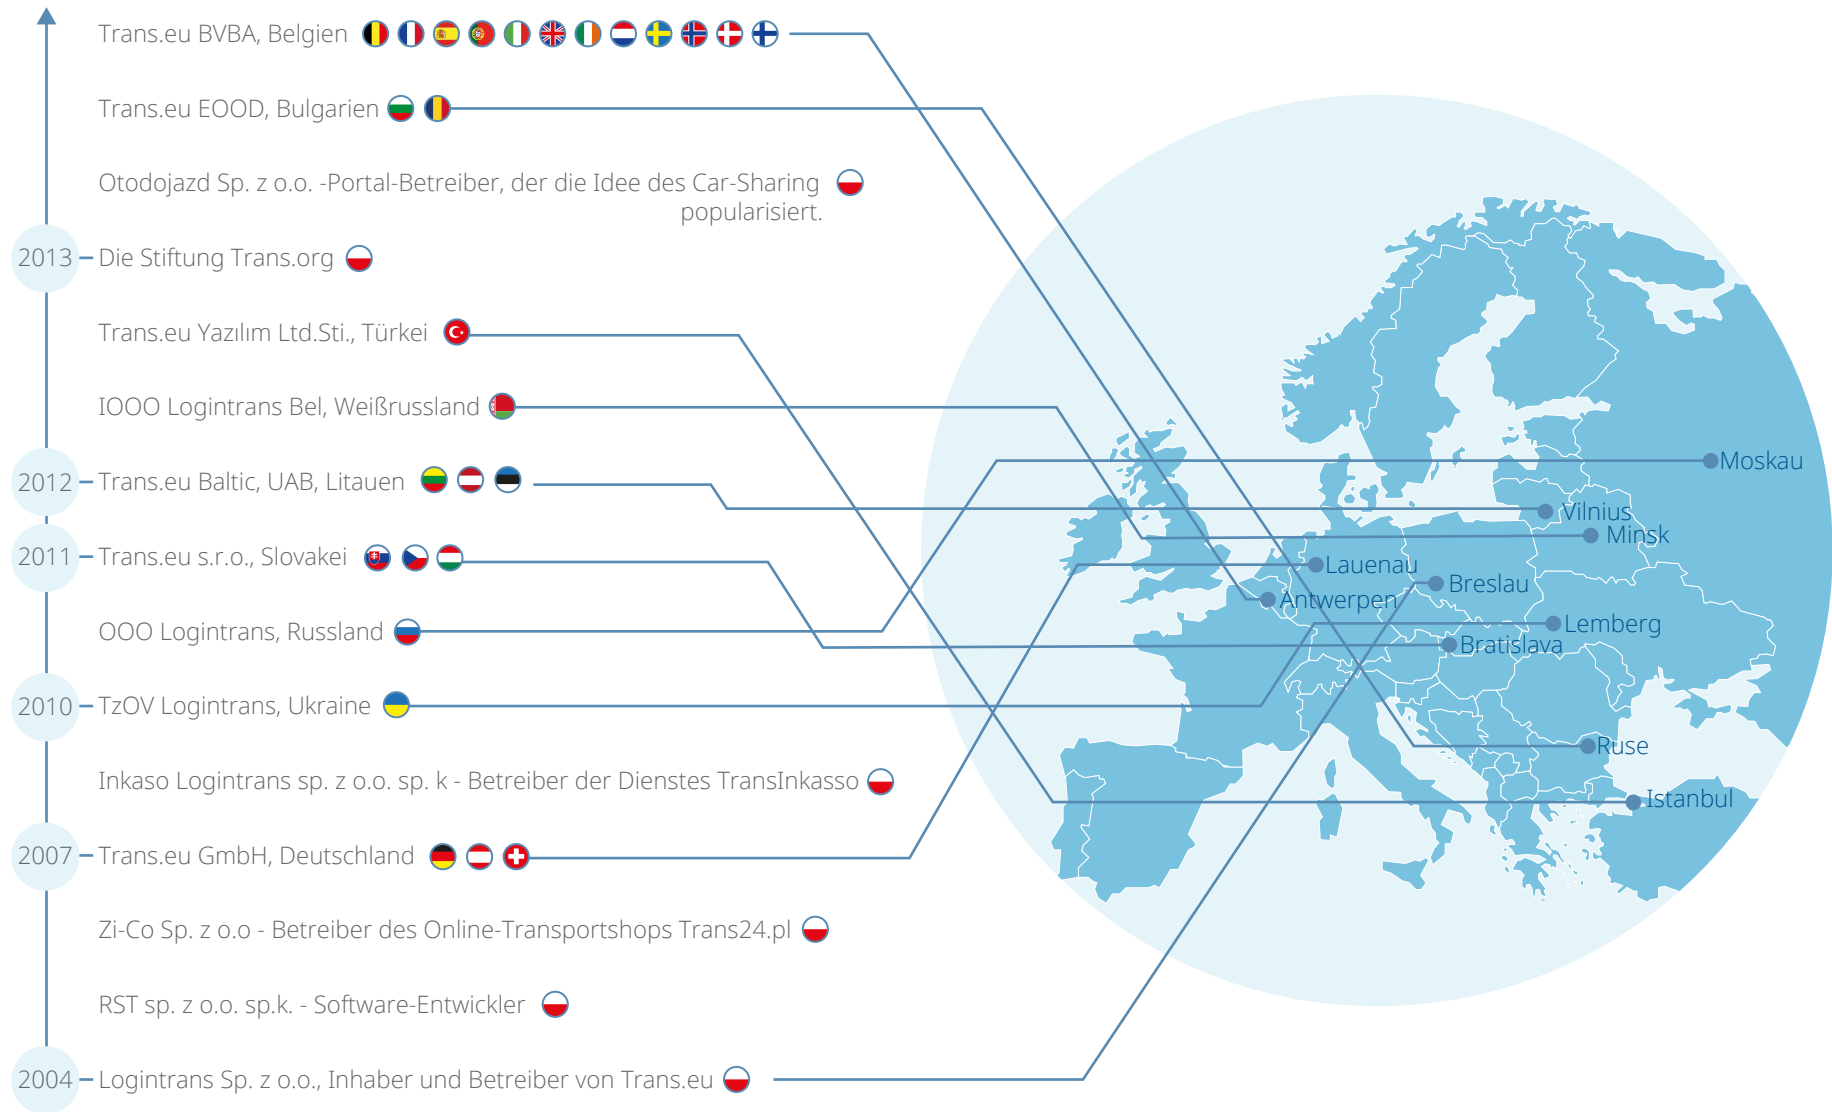 Trans.eu BVBA, Belgien
Trans.eu EOOD, Bulgarien
Otodojazd Sp. z o.o. -Portal-Betreiber, der die Idee des Car-Sharing
popularisiert.
2013
Die Stiftung Trans.org
Trans.eu Yazılım Ltd.Sti., Türkei
IOOO Logintrans Bel, Weißrussland
2012
Trans.eu Baltic, UAB, Litauen
2011
Trans.eu s.r.o., Slovakei
OOO Logintrans, Russland
2010
TzOV Logintrans, Ukraine
Inkaso Logintrans sp. z o.o. sp. k - Betreiber der Dienstes TransInkasso
2007
Trans.eu GmbH, Deutschland
Zi-Co Sp. z o.o - Betreiber des Online-Transportshops Trans24.pl
RST sp. z o.o. sp.k. - Software-Entwickler
2004
Logintrans Sp. z o.o., Inhaber und Betreiber von Trans.eu
Moskau
Vilnius
Minsk
Lauenau
Breslau
Antwerpen
Lemberg
Bratislava
Ruse
Istanbul